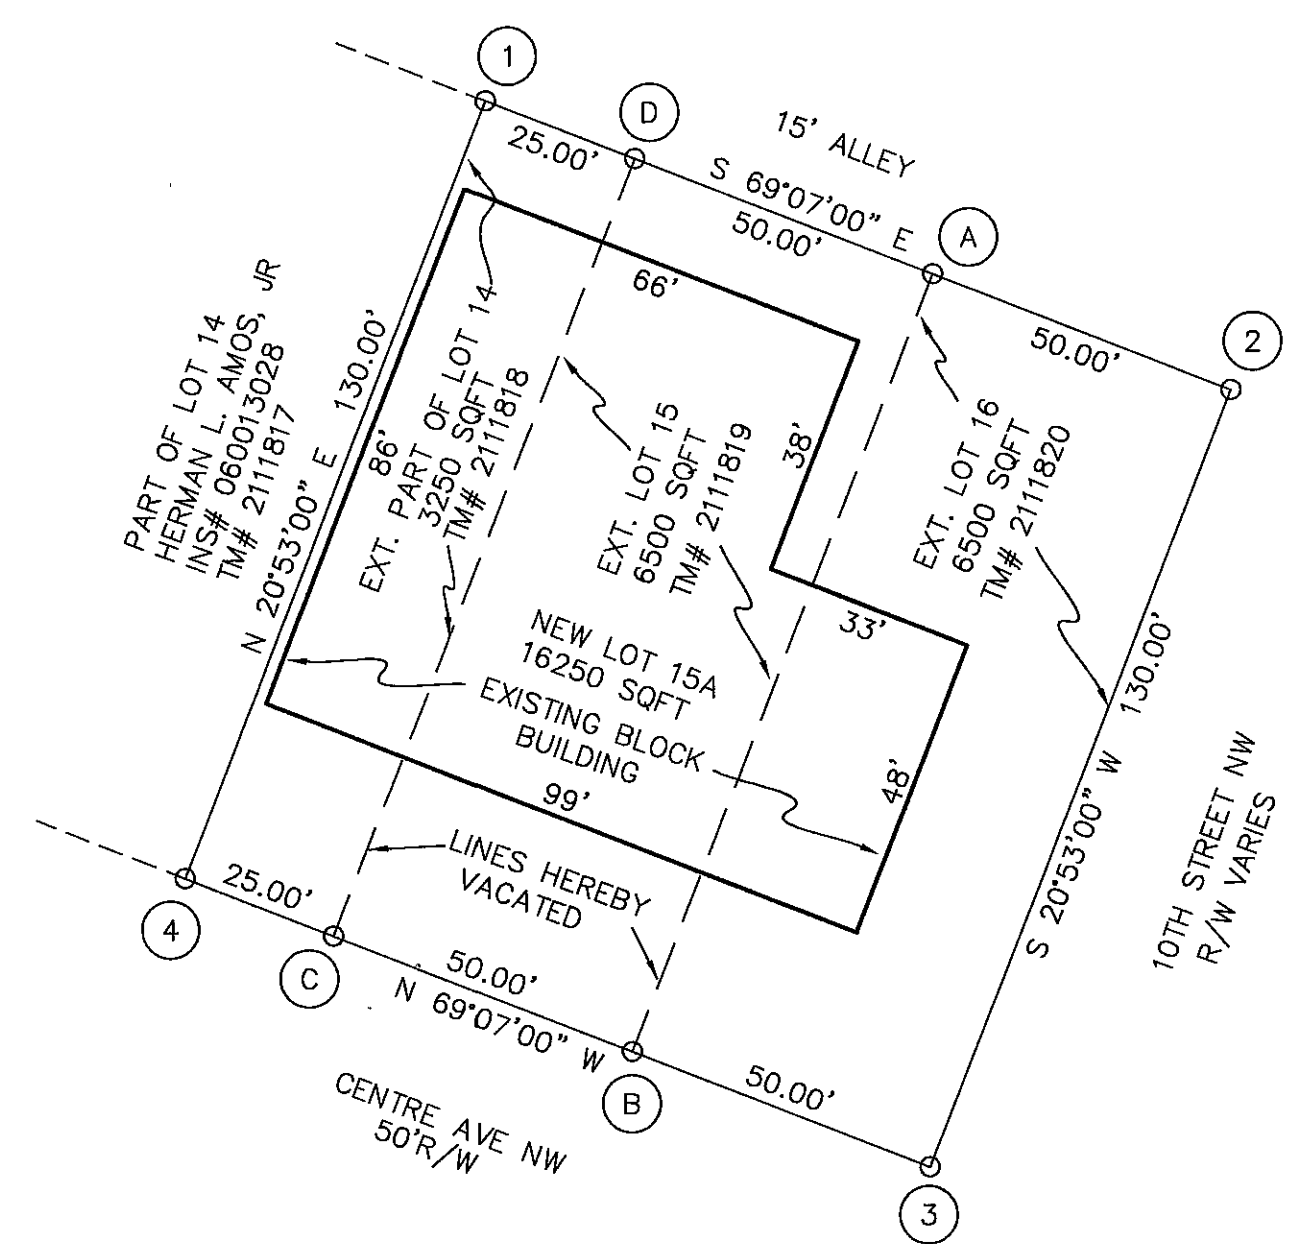 1
D
15' ALLEY
25.00'
S 69°07'00" E
50.00'
A
50.00'
2
66'
PART OF LOT 14
HERMAN L. AMOS, JR
INS# 060013028
TM# 2111817
N 20°53'00" E 130.00'
86'
EXT. PART OF LOT 14
3250 SQFT
TM# 2111818
38'
EXT. LOT 15
6500 SQFT
TM# 2111819
EXT. LOT 16
6500 SQFT
TM# 2111820
33'
NEW LOT 15A
16250 SQFT
EXISTING BLOCK
BUILDING
48'
99'
S 20°53'00" W 130.00'
10TH STREET NW
R/W VARIES
LINES HEREBY
VACATED
25.00'
4
C
50.00'
N 69°07'00" W
B
50.00'
3
CENTRE AVE NW
50'R/W